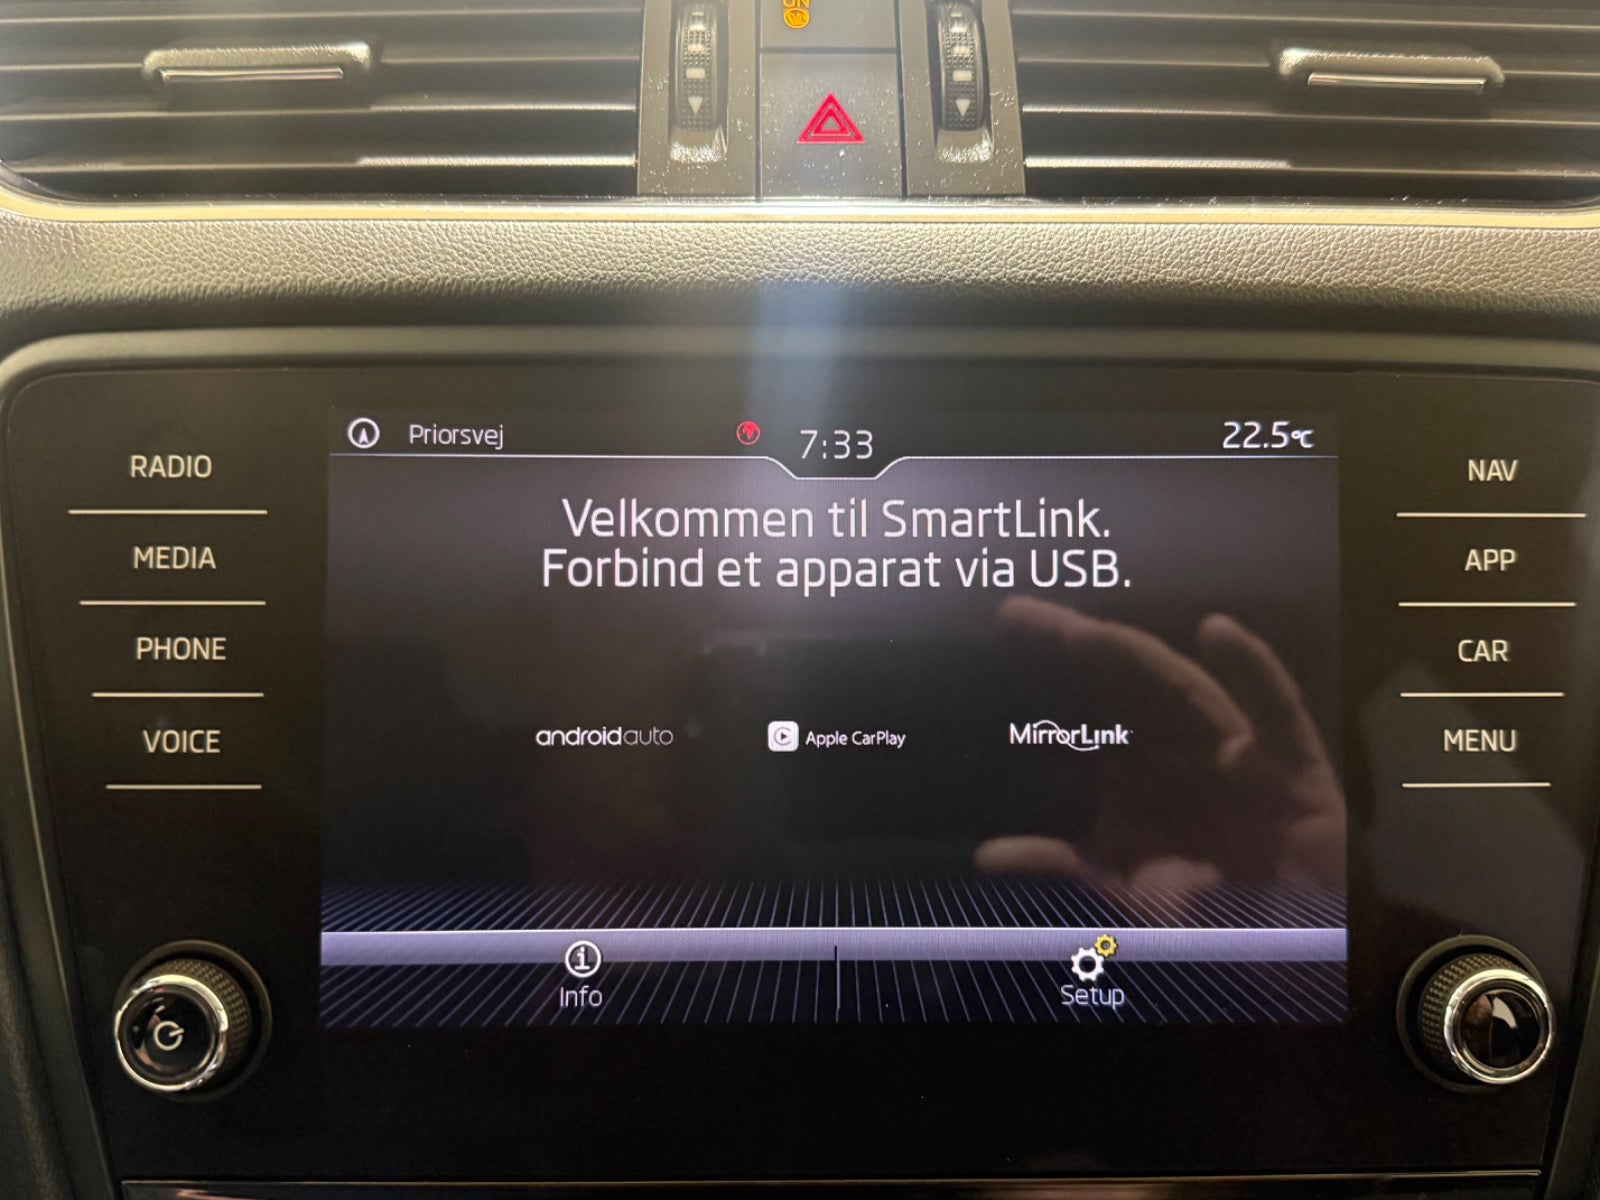 ON
Priorsvej
7:33
22.5°C
Velkommen til SmartLink.
Forbind et apparat via USB.
androidauto
Apple CarPlay
MirrorLink
Info
Setup
RADIO
MEDIA
PHONE
VOICE
NAV
APP
CAR
MENU